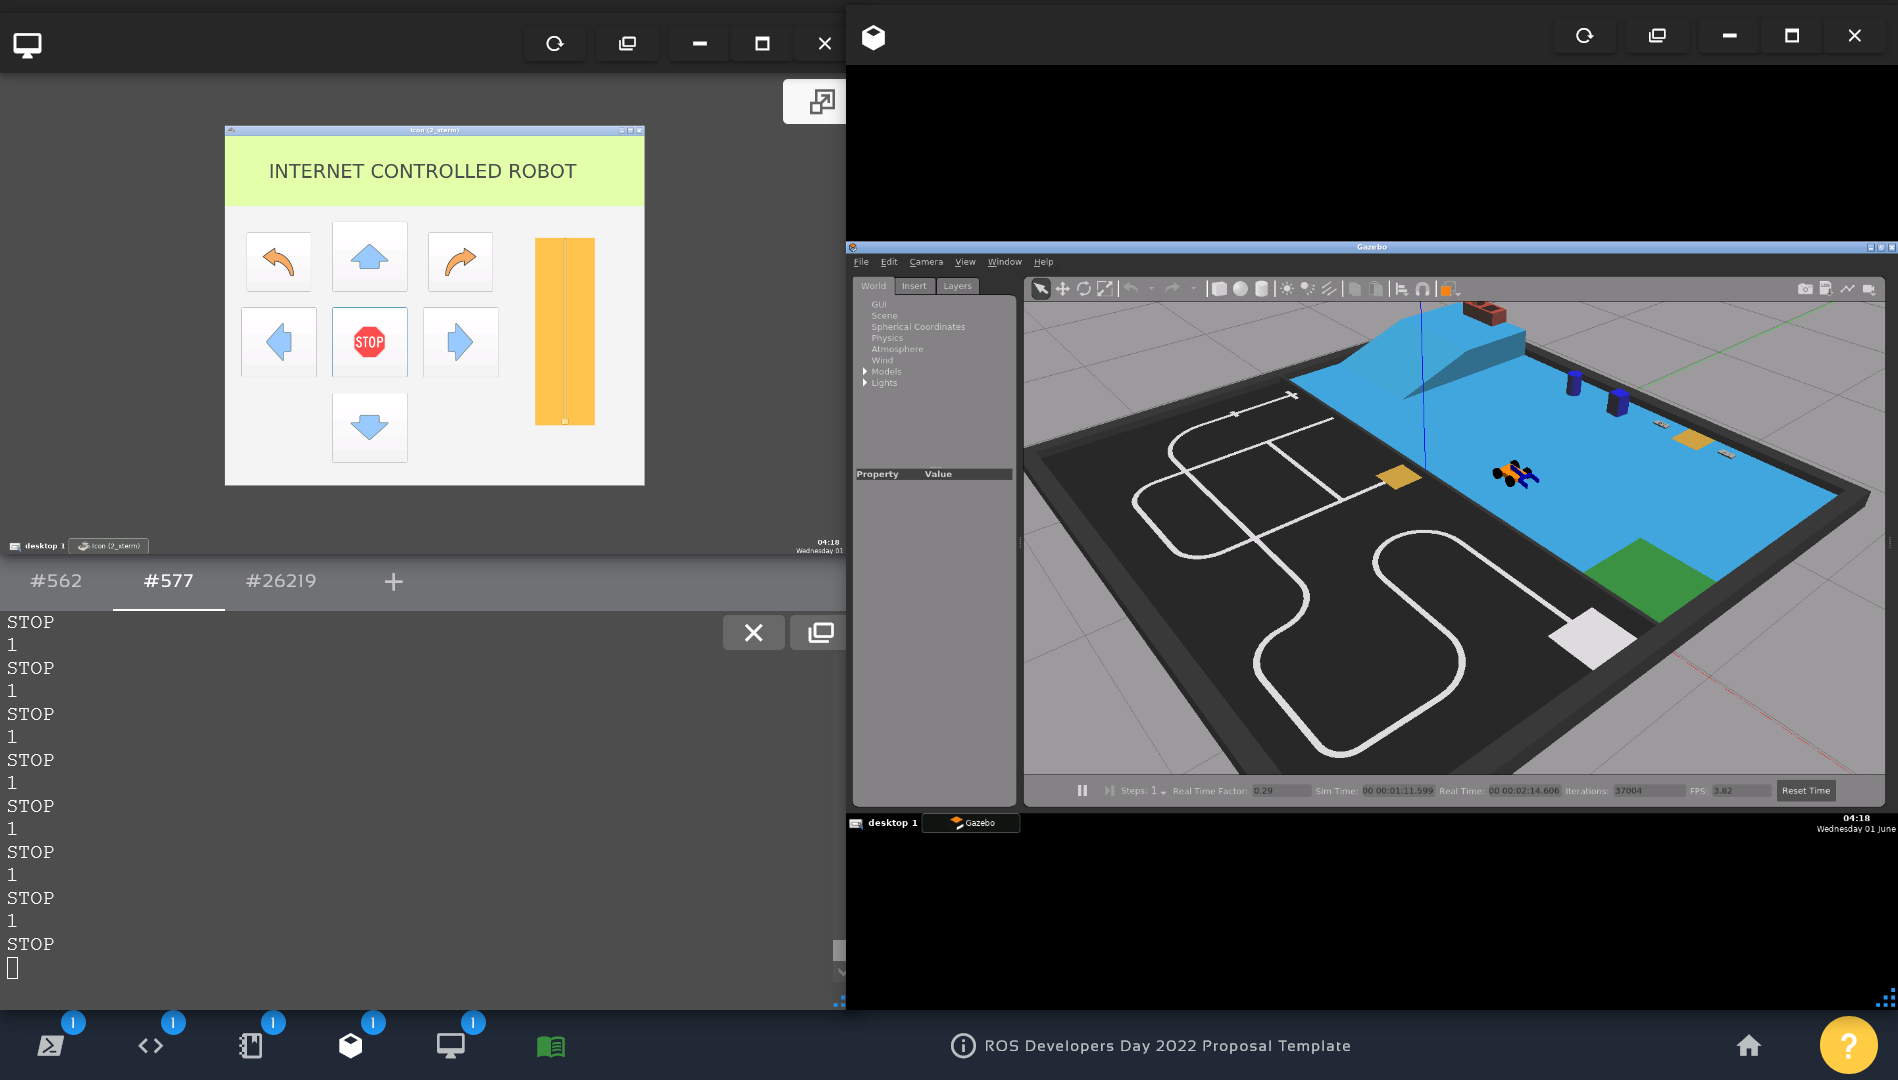 Icon (2_xterm)
INTERNET CONTROLLED ROBOT
STOP
desktop 1
Icon (2_xterm)
04:18
Wednesday 01
#562
#577
#26219
+
STOP
1
STOP
1
STOP
1
STOP
1
STOP
1
STOP
1
STOP
1
STOP
Gazebo
File Edit Camera View Window Help
World Insert Layers
GUI
Scene
Spherical Coordinates
Physics
Atmosphere
Wind
Models
Lights
Property Value
Steps: 1 Real Time Factor: 0.29 Sim Time: 00 00:01:11.599 Real Time: 00 00:02:14.606 Iterations: 37004 FPS: 3.82 Reset Time
desktop 1
Gazebo
04:18
Wednesday 01 June
1 1 1 1 1
ROS Developers Day 2022 Proposal Template
?